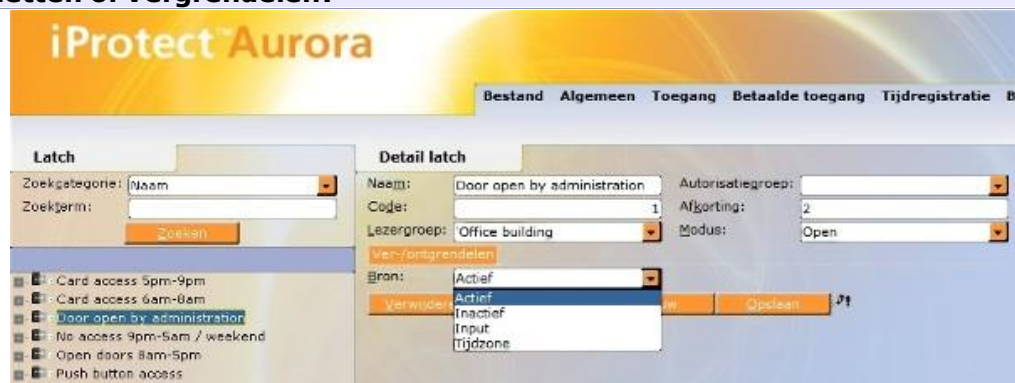 iProtect™Aurora
Bestand Algemeen Toegang Betaalde toegang Tijdregistratie B
Latch
Zoekcategorie: Naam
Zoekterm:
Zoeken
Card access 5pm-9pm
Card access 6am-8am
Door open by administration
No access 9pm-5am / weekend
Open doors 8am-5pm
Push button access
Detail latch
Naam: Door open by administration Autorisatiegroep:
Code: 1 Afkorting: 2
Lezergroep: Office building Modus: Open
Ver-/ontgrendelen
Bron: Actief
Actief
Inactief
Input
Tijdzone
Opslaan